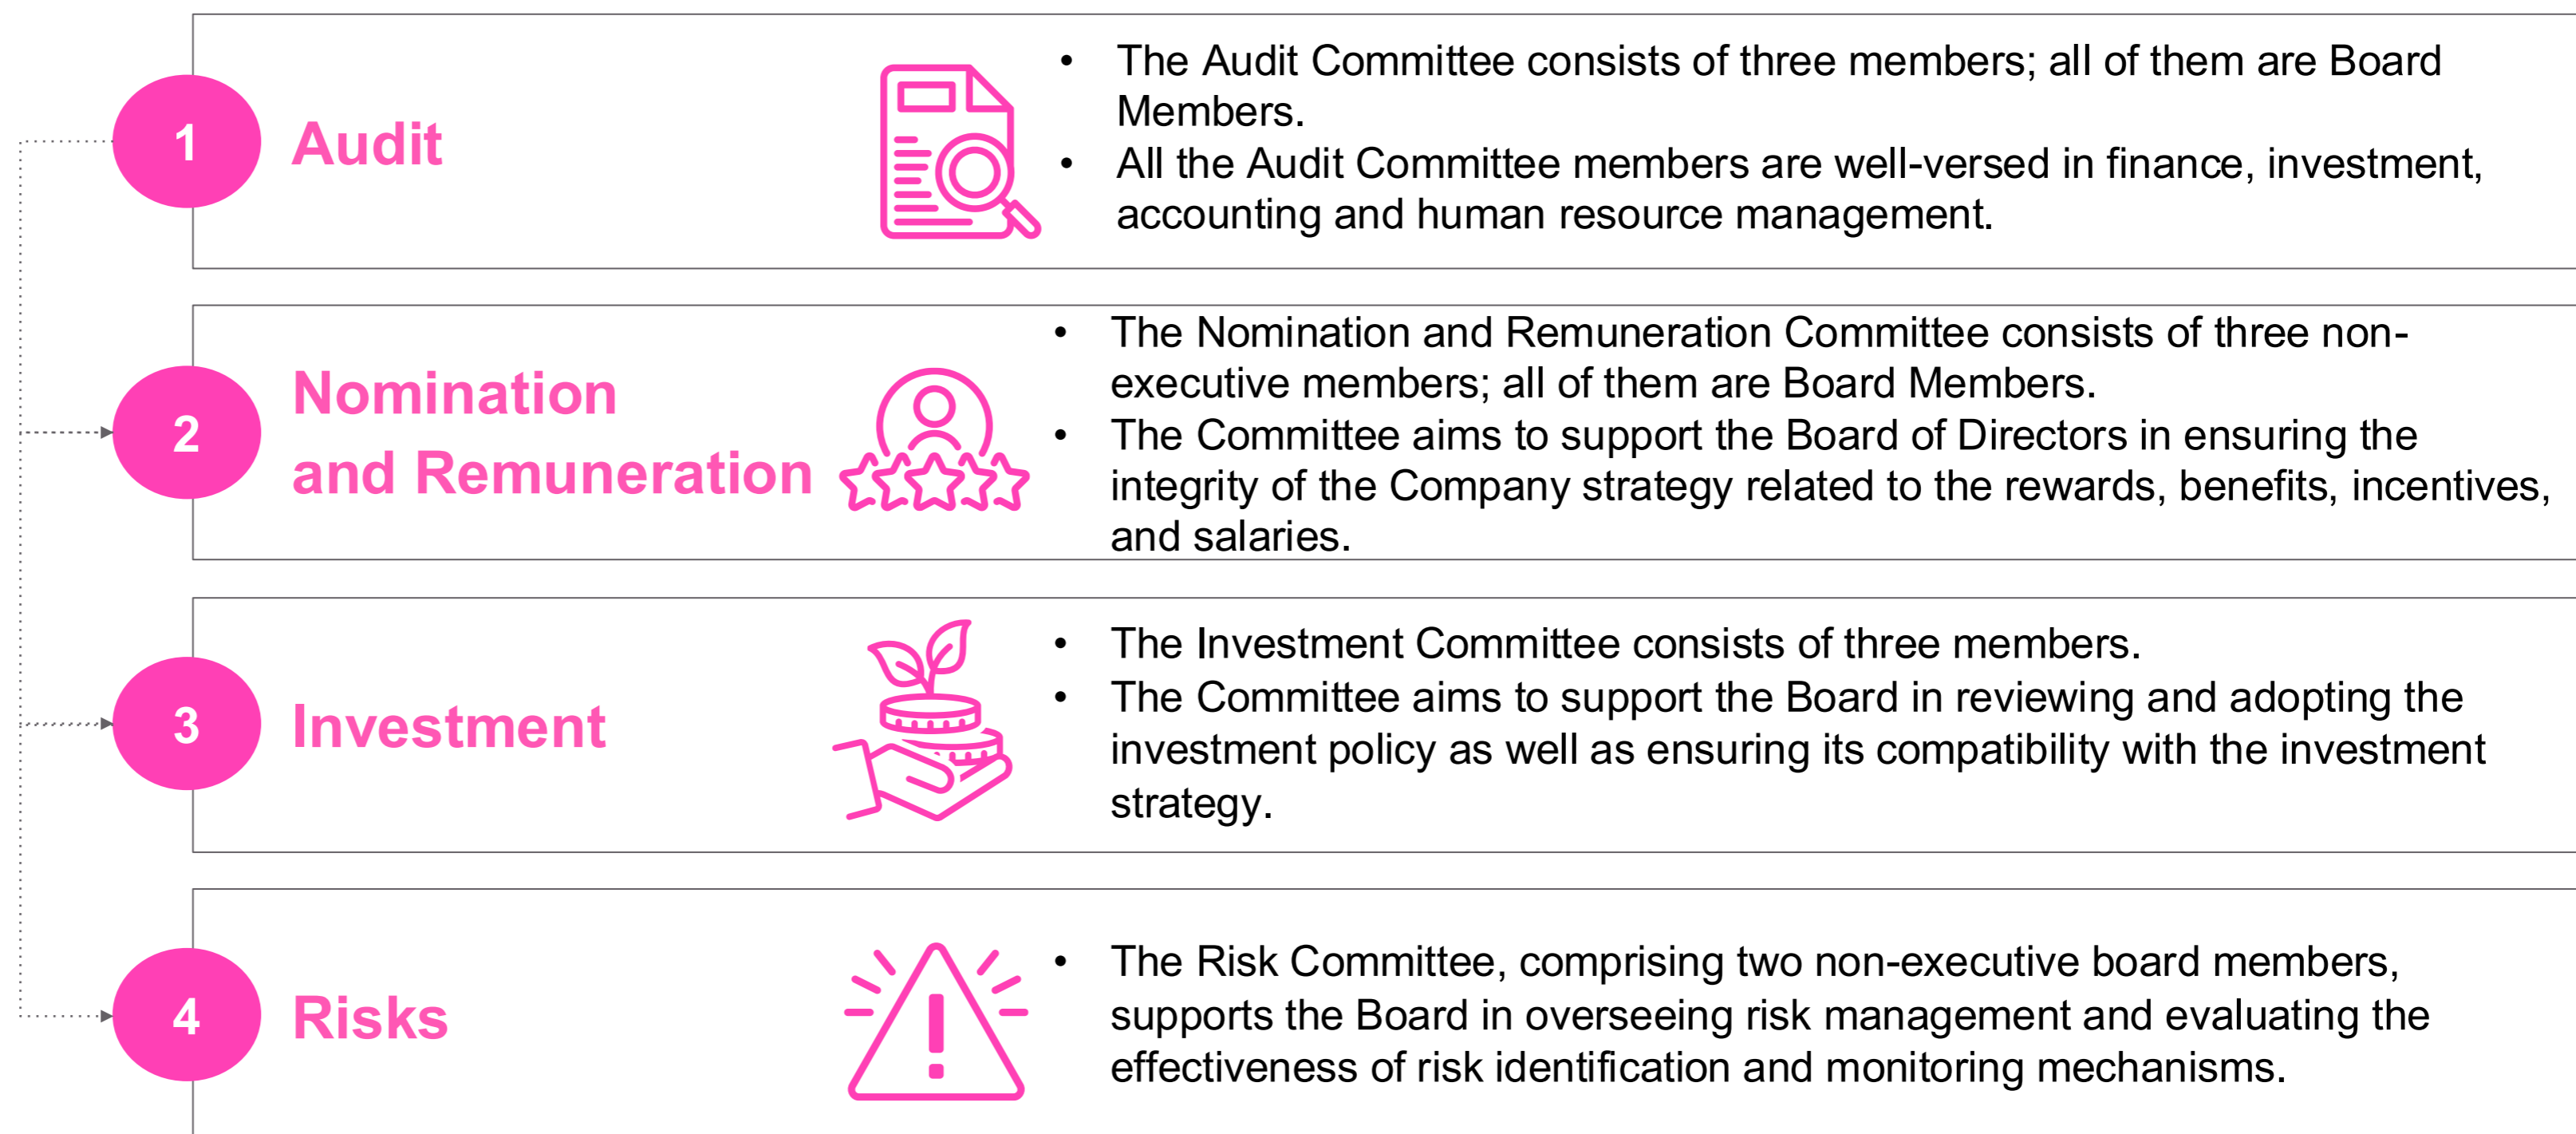 1
Audit
• The Audit Committee consists of three members; all of them are Board
Members.
• All the Audit Committee members are well-versed in finance, investment,
accounting and human resource management.
2
Nomination
and Remuneration
• The Nomination and Remuneration Committee consists of three non-
executive members; all of them are Board Members.
• The Committee aims to support the Board of Directors in ensuring the
integrity of the Company strategy related to the rewards, benefits, incentives,
and salaries.
3
Investment
• The Investment Committee consists of three members.
• The Committee aims to support the Board in reviewing and adopting the
investment policy as well as ensuring its compatibility with the investment
strategy.
4
Risks
• The Risk Committee, comprising two non-executive board members,
supports the Board in overseeing risk management and evaluating the
effectiveness of risk identification and monitoring mechanisms.